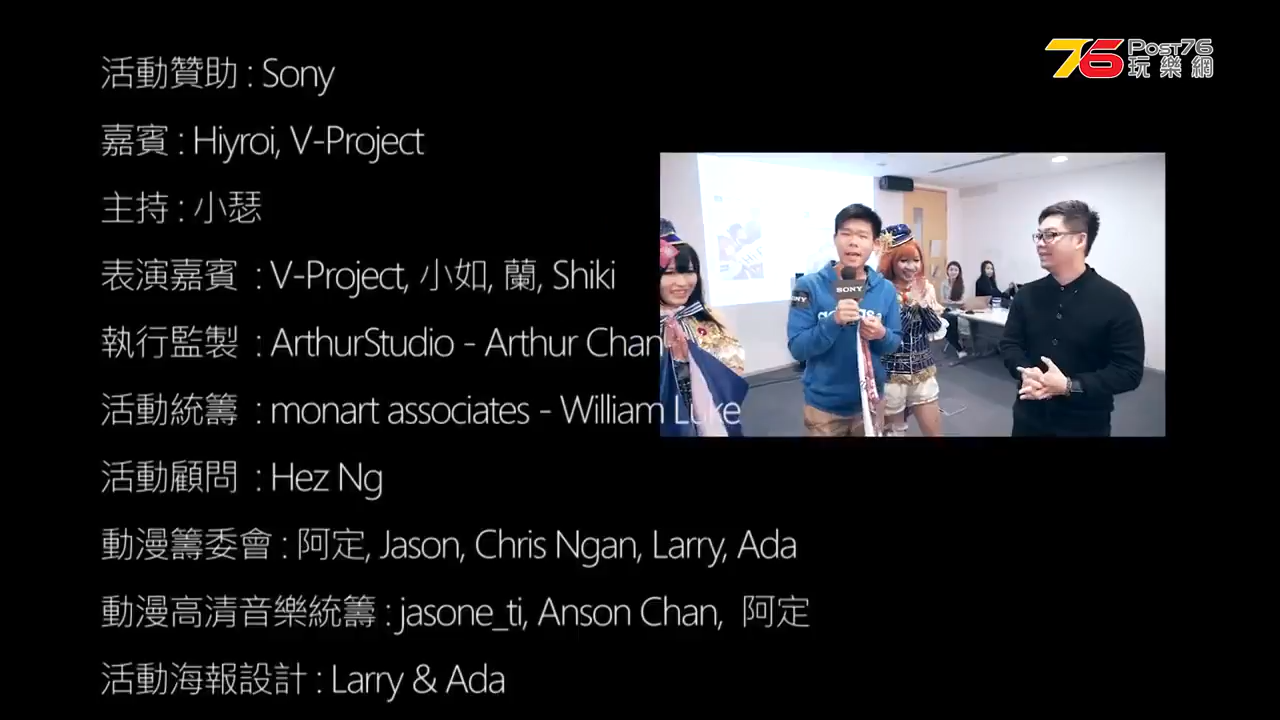 76 Post76
玩樂網
活動贊助 : Sony
嘉賓 : Hiyroi, V-Project
主持 : 小瑟
表演嘉賓 : V-Project, 小如, 蘭, Shiki
執行監製 : ArthurStudio - Arthur Chan
活動統籌 : monart associates - William Luke
活動顧問 : Hez Ng
動漫籌委會 : 阿定, Jason, Chris Ngan, Larry, Ada
動漫高清音樂統籌 : jasone_ti, Anson Chan, 阿定
活動海報設計 : Larry & Ada
SONY